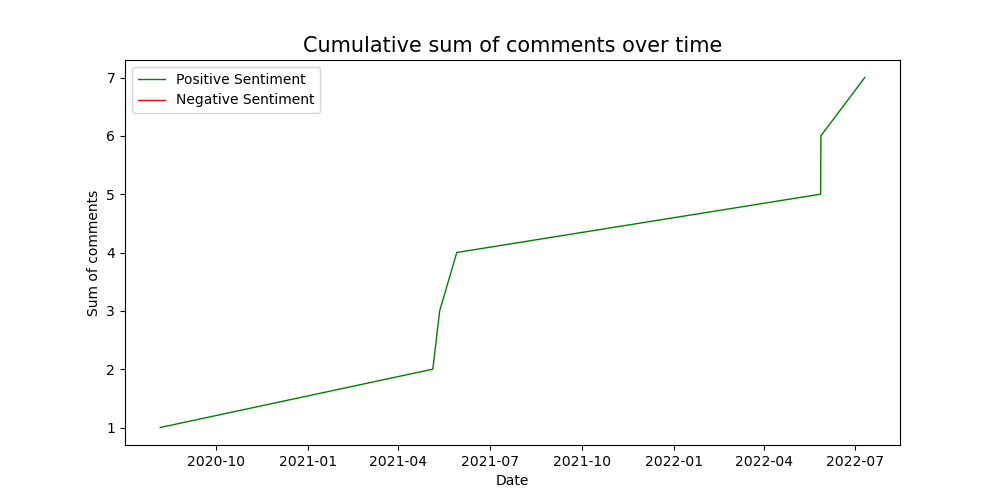 Cumulative sum of comments over time
Positive Sentiment
Negative Sentiment
7
6
5
4
3
2
1
Sum of comments
2020-10 2021-01 2021-04 2021-07 2021-10 2022-01 2022-04 2022-07
Date